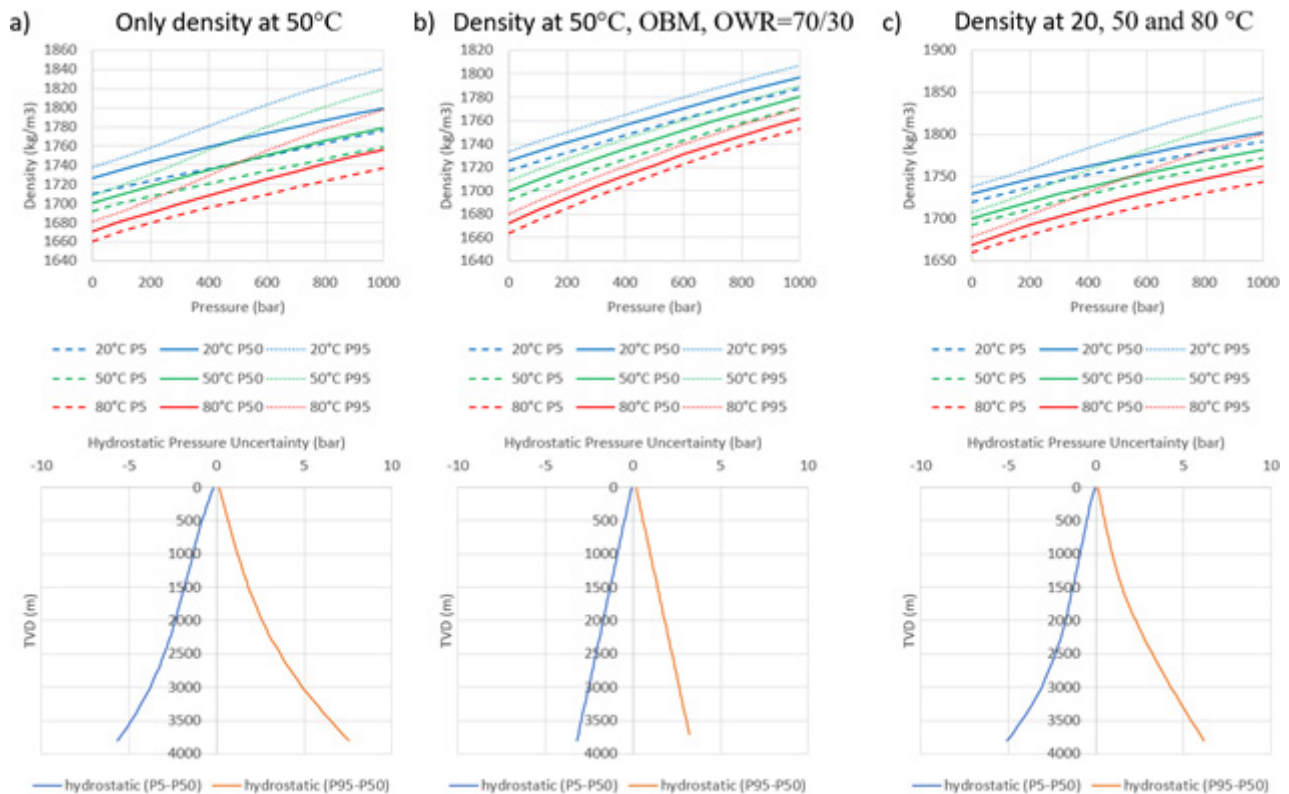 a) Only density at 50°C
1860
1840
1820
1800
1780
1760
1740
1720
1700
1680
1660
1640
Density (kg/m3)
0 200 400 600 800 1000
Pressure (bar)
20°C P5 20°C P50 20°C P95
50°C P5 50°C P50 50°C P95
80°C P5 80°C P50 80°C P95
Hydrostatic Pressure Uncertainty (bar)
-10 -5 0 5 10
0
500
1000
1500
2000
2500
3000
3500
4000
TVD (m)
hydrostatic (P5-P50) hydrostatic (P95-P50)
b) Density at 50°C, OBM, OWR=70/30
1820
1800
1780
1760
1740
1720
1700
1680
1660
1640
Density (kg/m3)
0 200 400 600 800 1000
Pressure (bar)
20°C P5 20°C P50 20°C P95
50°C P5 50°C P50 50°C P95
80°C P5 80°C P50 80°C P95
Hydrostatic Pressure Uncertainty (bar)
-10 -5 0 5 10
0
500
1000
1500
2000
2500
3000
3500
4000
TVD (m)
hydrostatic (P5-P50) hydrostatic (P95-P50)
c) Density at 20, 50 and 80 °C
1900
1850
1800
1750
1700
1650
Density (kg/m3)
0 200 400 600 800 1000
Pressure (bar)
20°C P5 20°C P50 20°C P95
50°C P5 50°C P50 50°C P95
80°C P5 80°C P50 80°C P95
Hydrostatic Pressure Uncertainty (bar)
-10 -5 0 5 10
0
500
1000
1500
2000
2500
3000
3500
4000
TVD (m)
hydrostatic (P5-P50) hydrostatic (P95-P50)